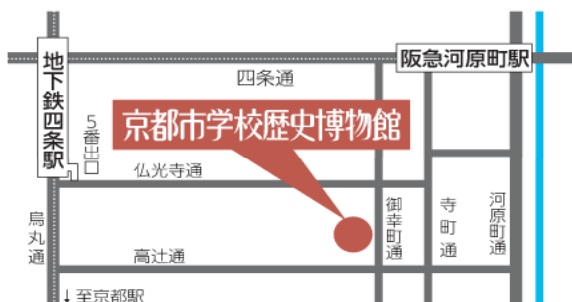 阪急河原町駅
地下鉄四条駅
四条通
5番出口
京都市学校歴史博物館
仏光寺通
御幸町通
寺町通
河原町通
烏丸通
高辻通
↓至京都駅